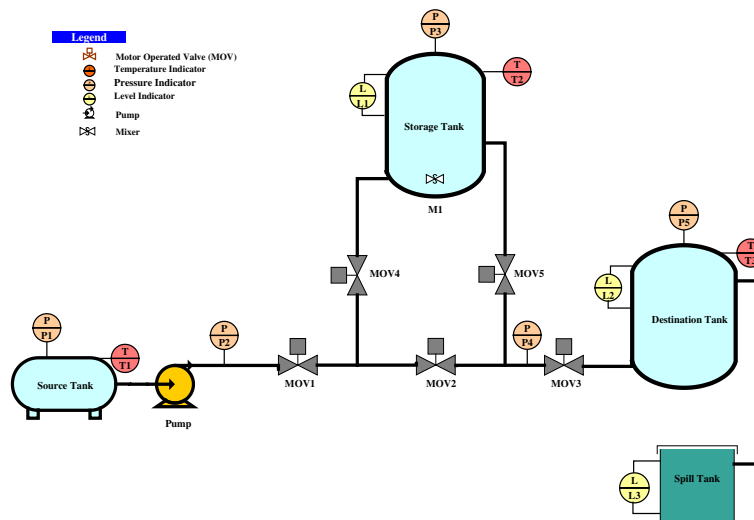 Legend
Motor Operated Valve (MOV)
Temperature Indicator
Pressure Indicator
Level Indicator
Pump
Mixer
P
P3
T
T2
L
L1
Storage Tank
M1
P
P5
T
T3
L
L2
Destination Tank
MOV4
MOV5
P
P1
T
T1
Source Tank
P
P2
P
P4
MOV1
MOV2
MOV3
Pump
L
L3
Spill Tank